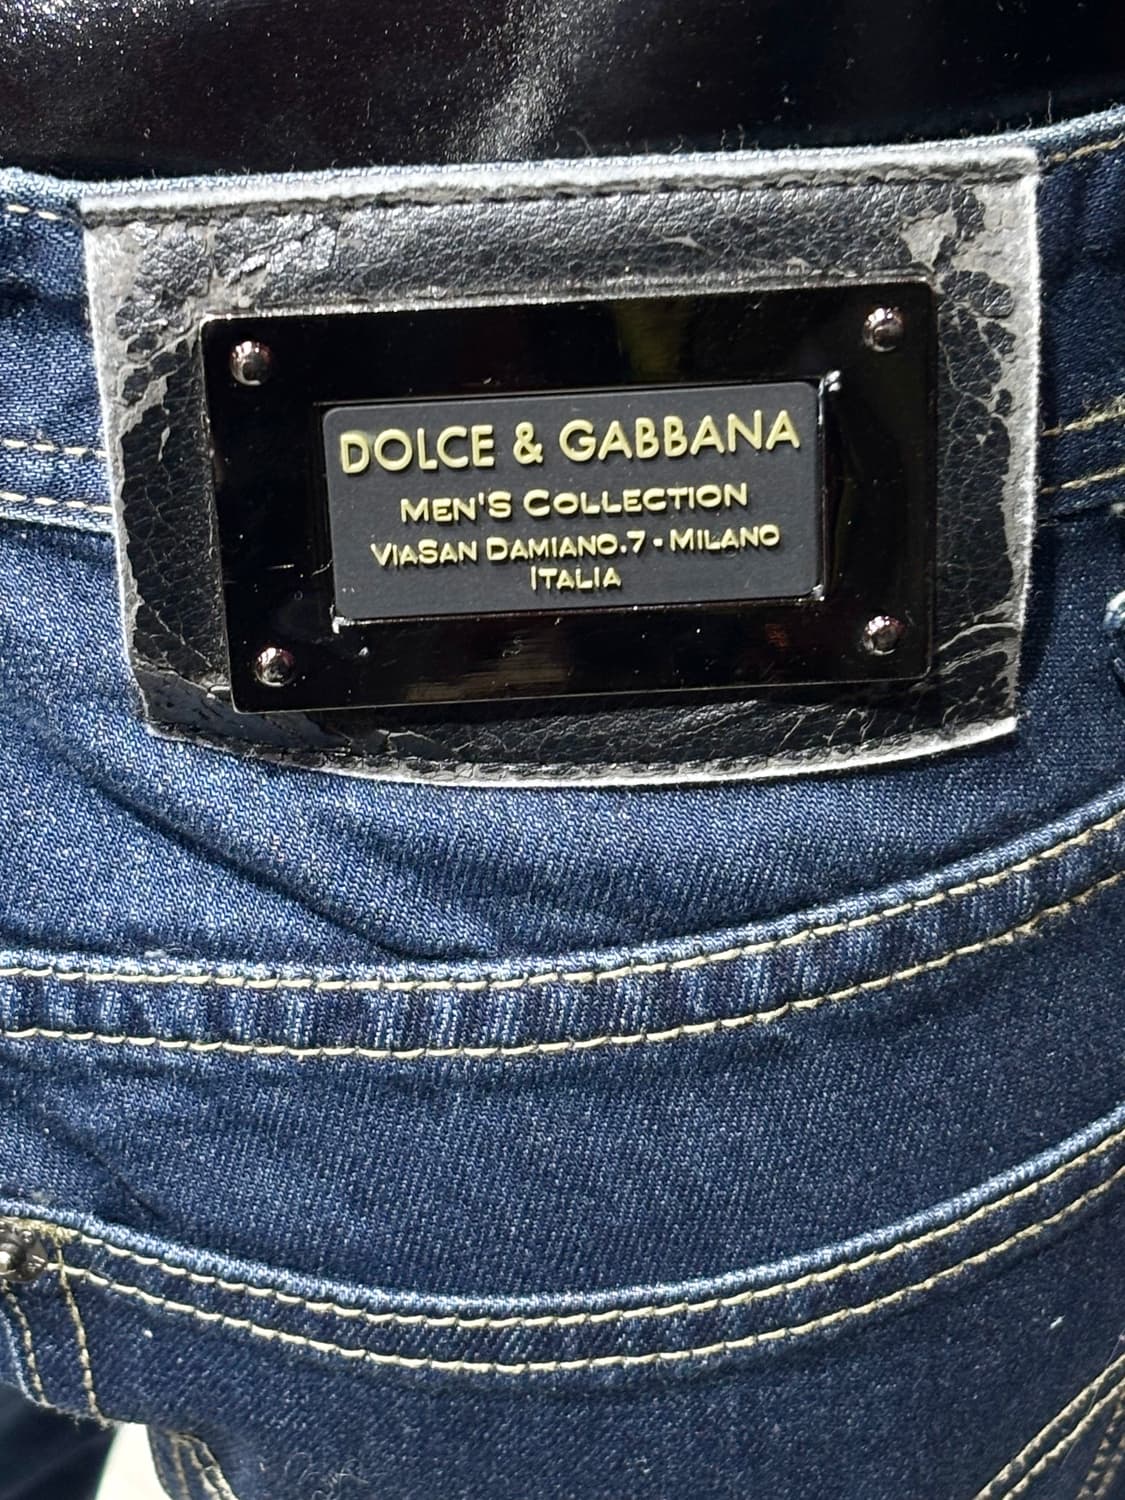 DOLCE & GABBANA
MEN'S COLLECTION
VIASAN DAMIANO.7 - MILANO
ITALIA